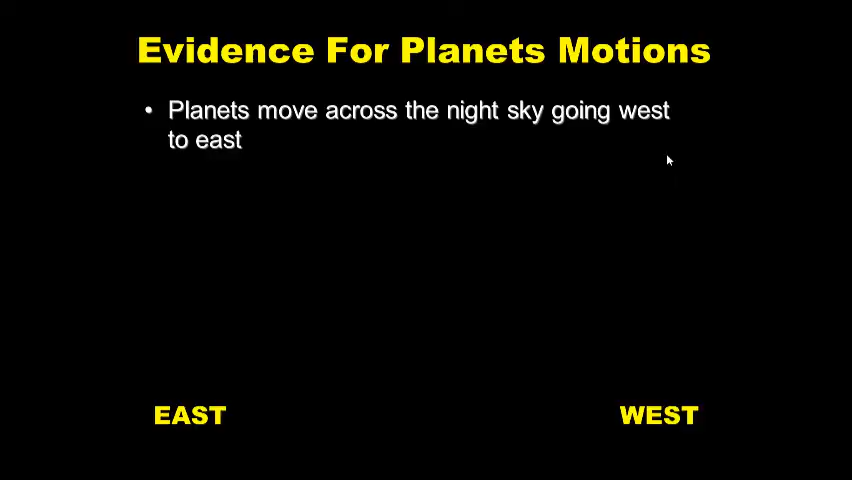 Evidence For Planets Motions
• Planets move across the night sky going west
to east
EAST
WEST